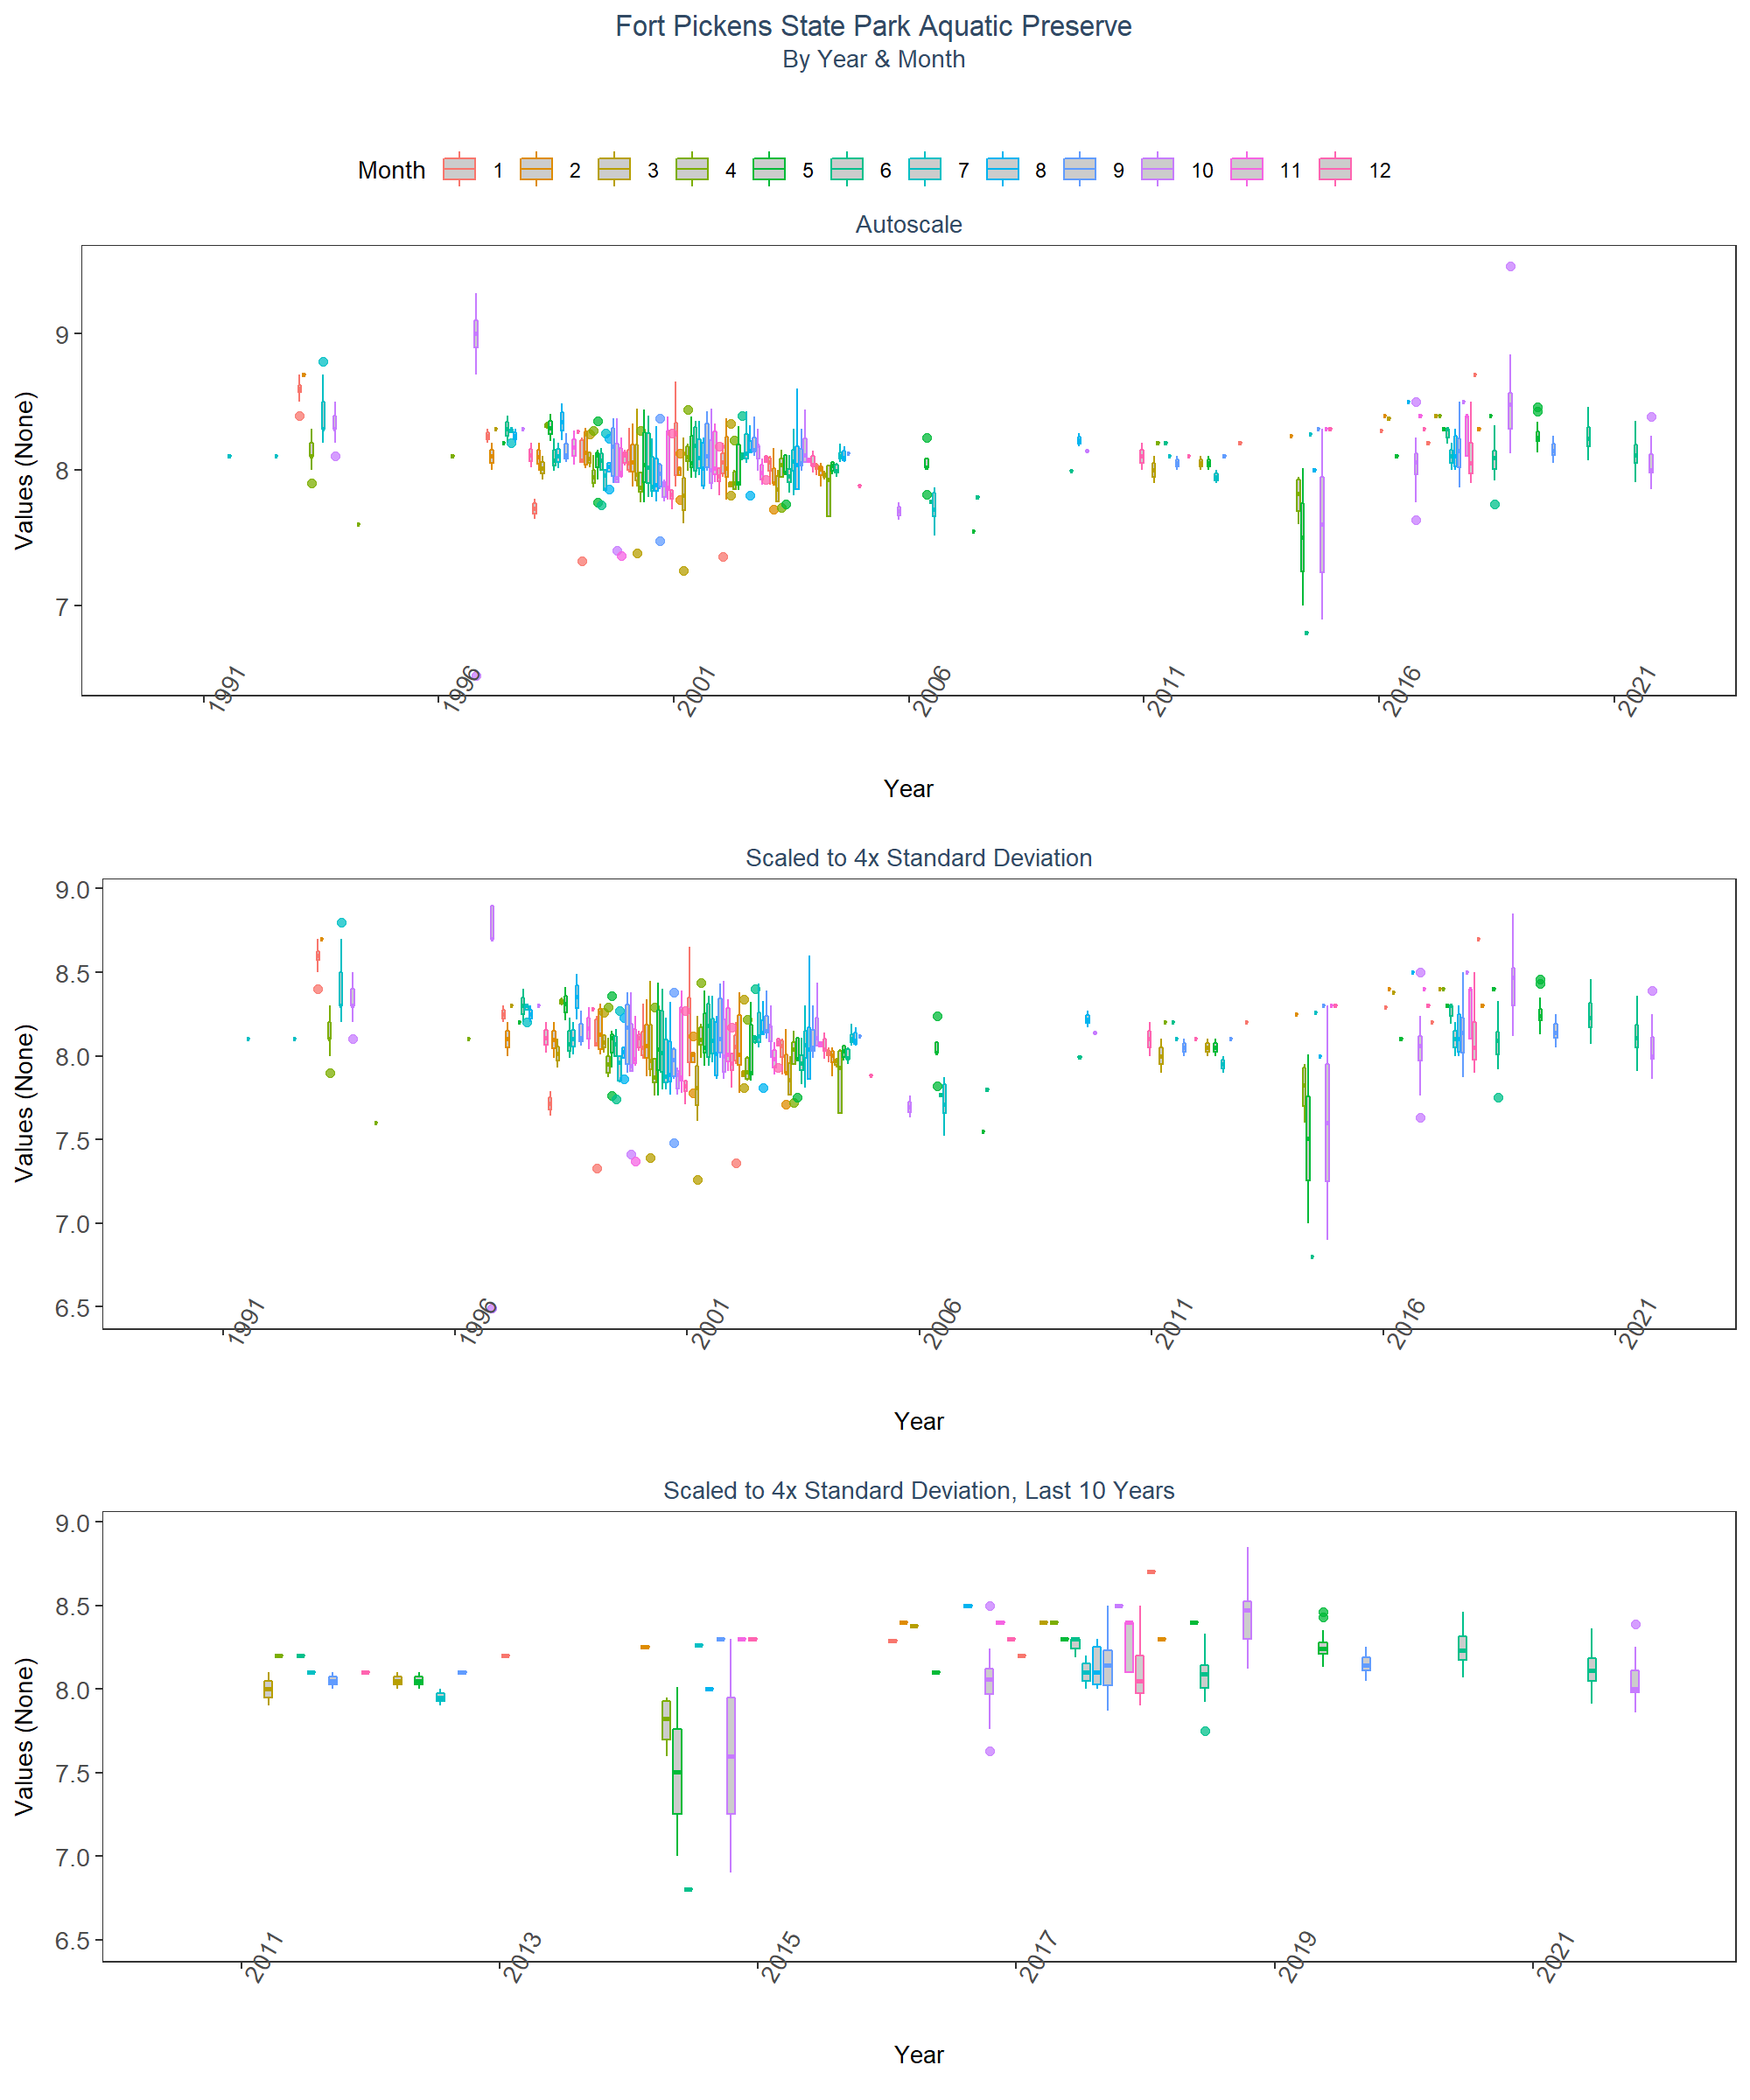 Fort Pickens State Park Aquatic Preserve
By Year & Month
Month 1 2 3 4 5 6 7 8 9 10 11 12
Autoscale
Values (None)
9
8
7
1991 1996 2001 2006 2011 2016 2021
Year
Scaled to 4x Standard Deviation
Values (None)
9.0
8.5
8.0
7.5
7.0
6.5
1991 1996 2001 2006 2011 2016 2021
Year
Scaled to 4x Standard Deviation, Last 10 Years
Values (None)
9.0
8.5
8.0
7.5
7.0
6.5
2011 2013 2015 2017 2019 2021
Year